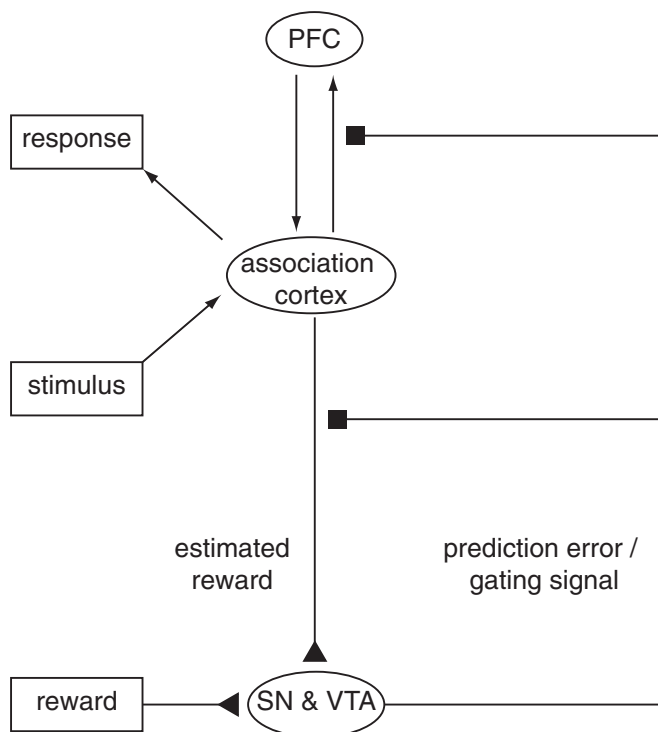 PFC
response
association
cortex
stimulus
estimated
reward
prediction error /
gating signal
reward
SN & VTA